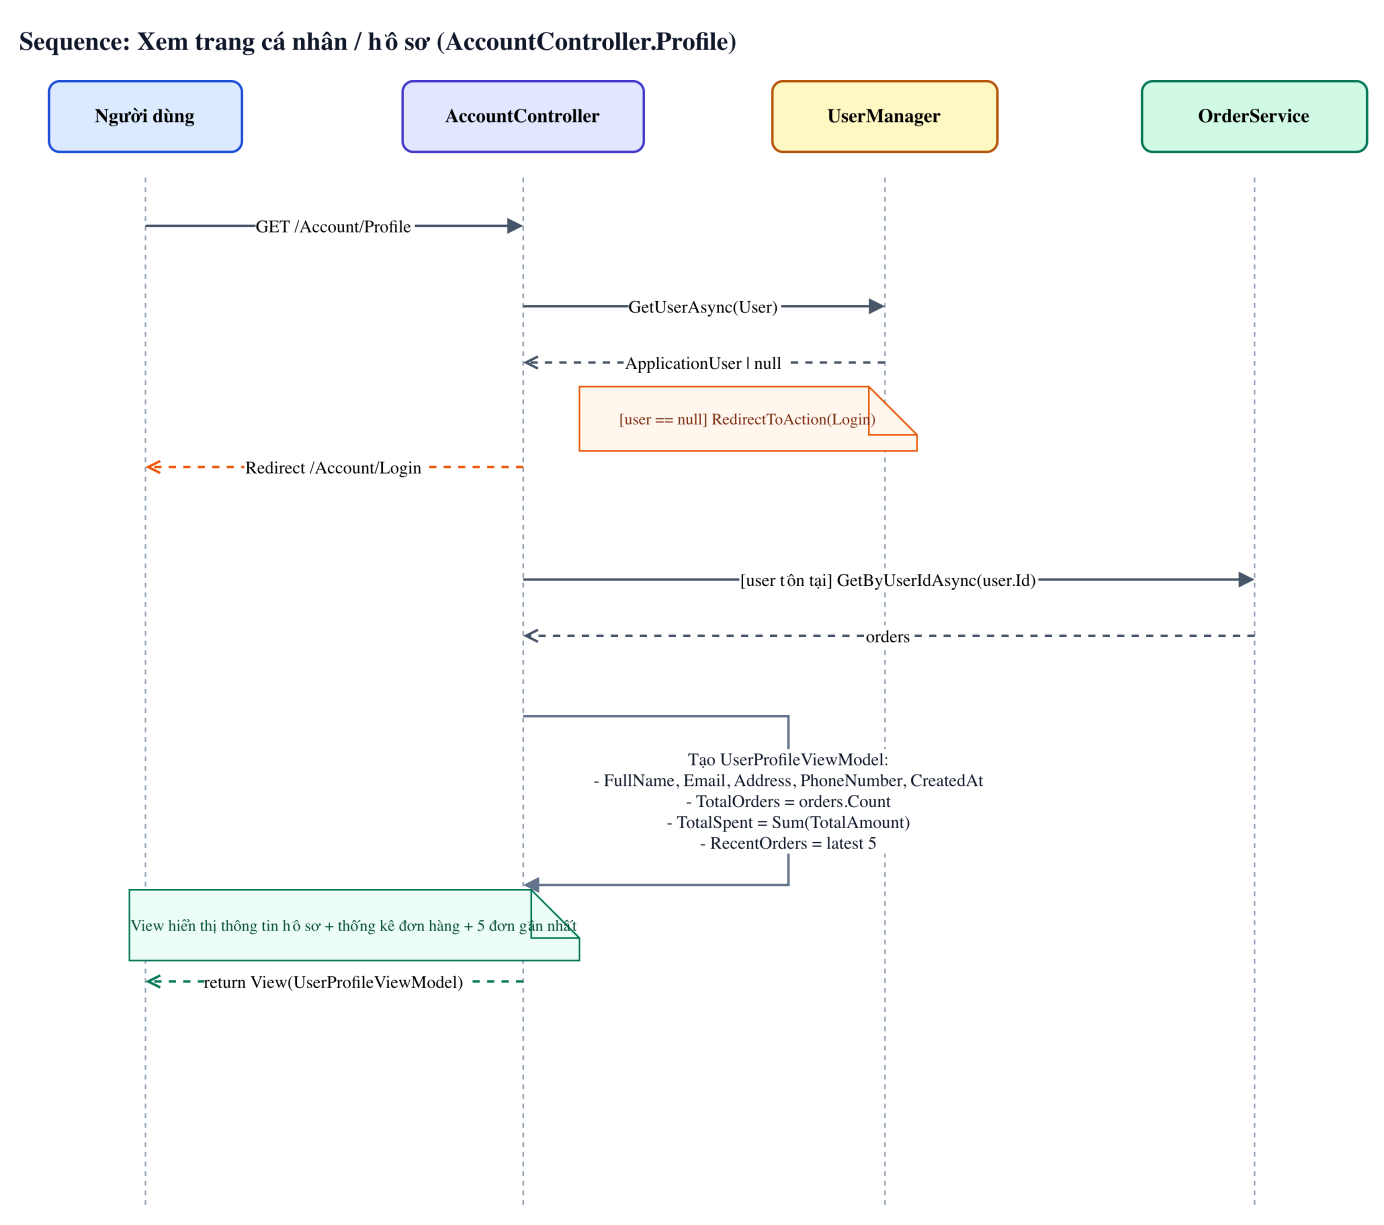 Sequence: Xem trang cá nhân / hồ sơ (AccountController.Profile)
Người dùng
AccountController
UserManager
OrderService
GET /Account/Profile
GetUserAsync(User)
ApplicationUser | null
[user == null] RedirectToAction(Login)
Redirect /Account/Login
[user tồn tại] GetByUserIdAsync(user.Id)
orders
Tạo UserProfileViewModel:
- FullName, Email, Address, PhoneNumber, CreatedAt
- TotalOrders = orders.Count
- TotalSpent = Sum(TotalAmount)
- RecentOrders = latest 5
View hiển thị thông tin hồ sơ + thống kê đơn hàng + 5 đơn gần nhất
return View(UserProfileViewModel)